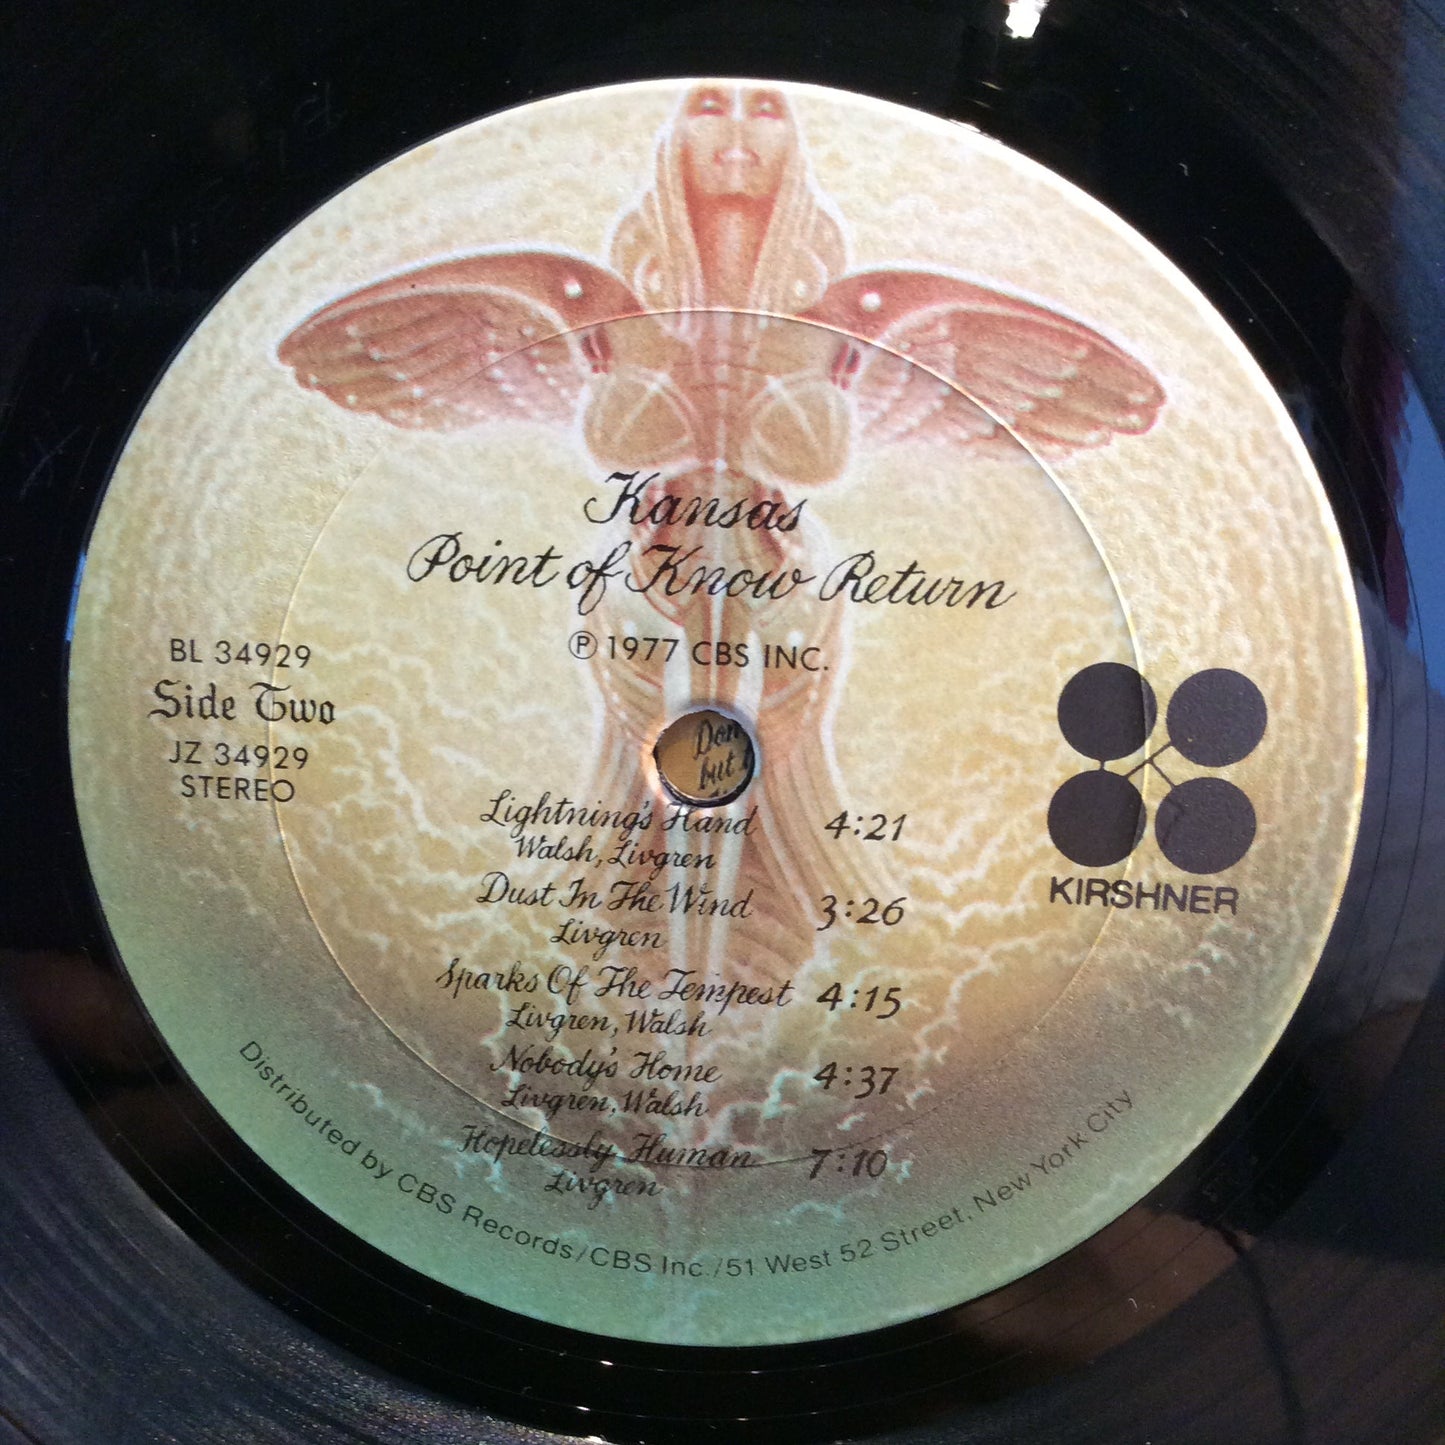 Kansas
Point of Know Return
℗ 1977 CBS INC.
BL 34929
Side Two
JZ 34929
STEREO
KIRSHNER
Don
but
Lightning's Hand 4:21
Walsh, Livgren
Dust In The Wind 3:26
Livgren
Sparks Of The Tempest 4:15
Livgren, Walsh
Nobody's Home 4:37
Livgren, Walsh
Hopelessly Human 7:10
Livgren
Distributed by CBS Records/CBS Inc./51 West 52 Street, New York City